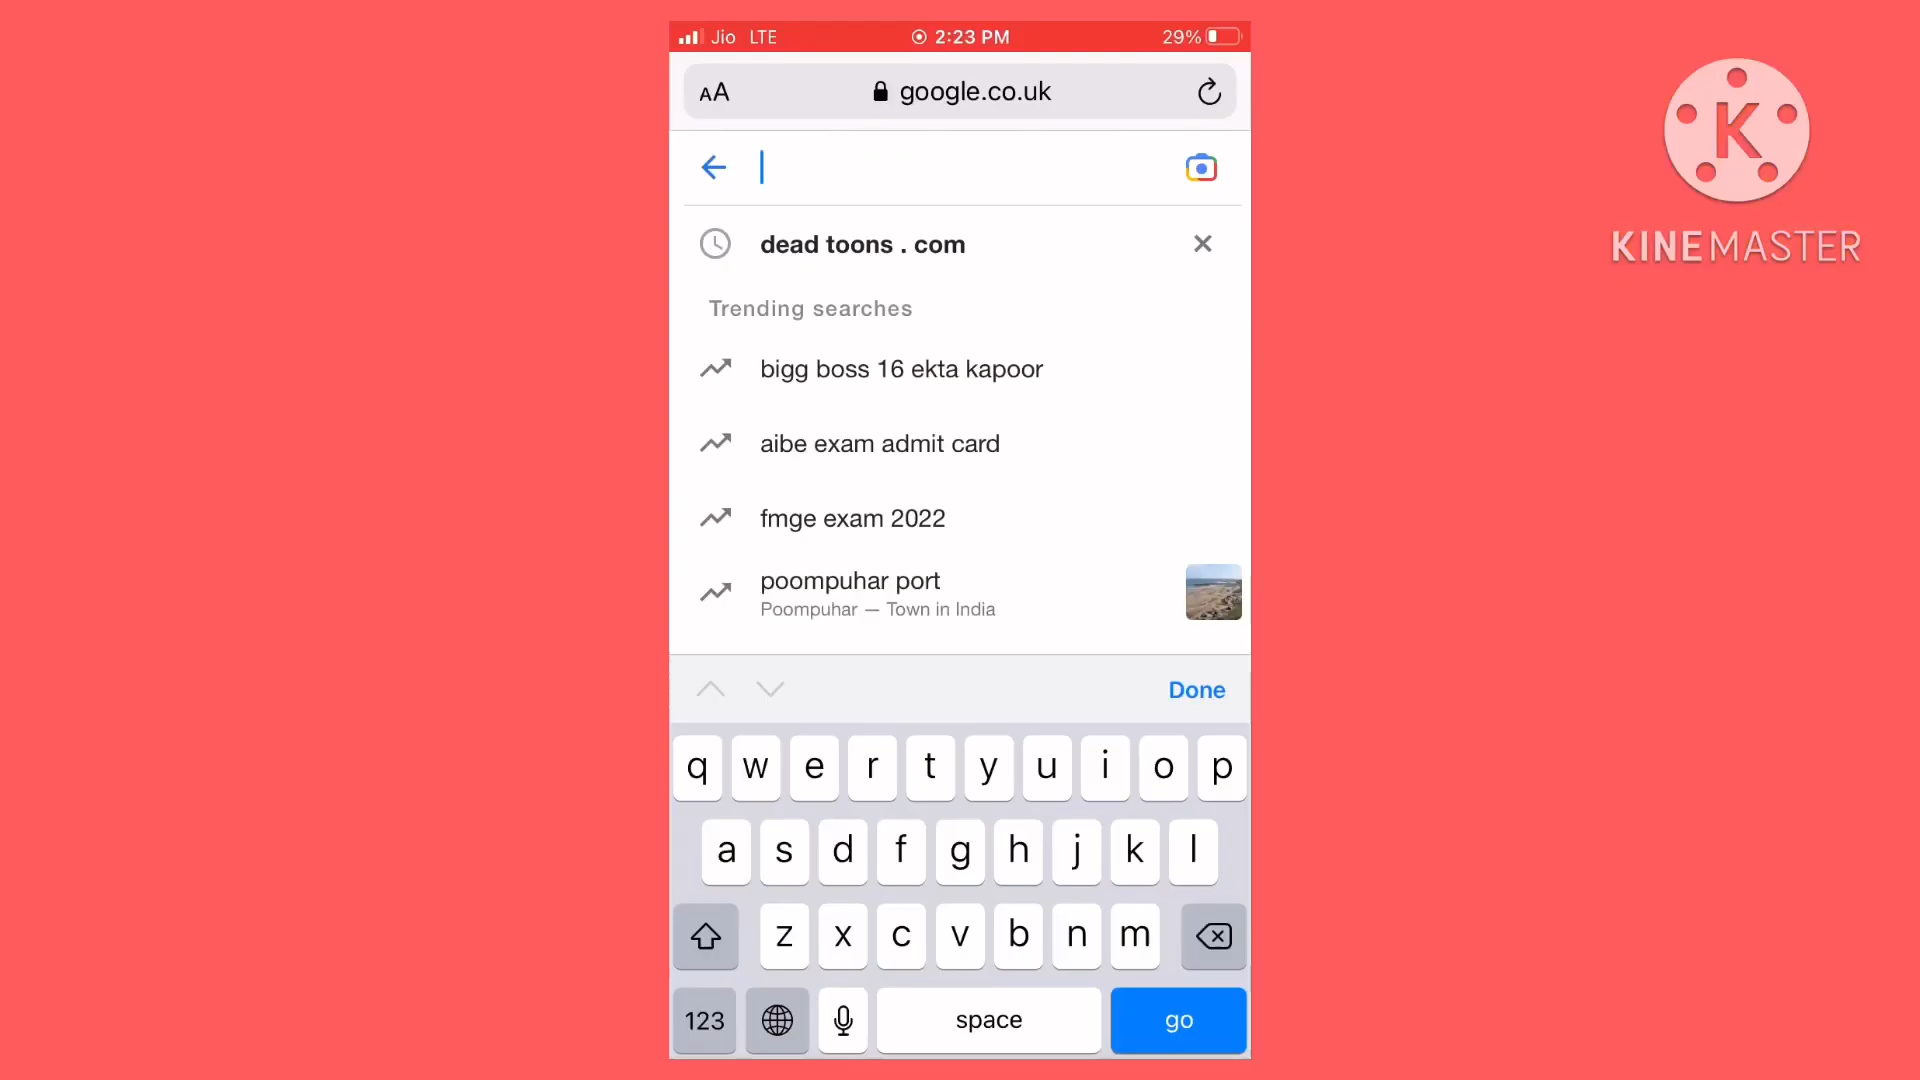 Jio LTE 2:23 PM 29%
AA google.co.uk
dead toons . com
Trending searches
bigg boss 16 ekta kapoor
aibe exam admit card
fmge exam 2022
poompuhar port
Poompuhar — Town in India
Done
q w e r t y u i o p
a s d f g h j k l
z x c v b n m
123 space go
K
KINEMASTER